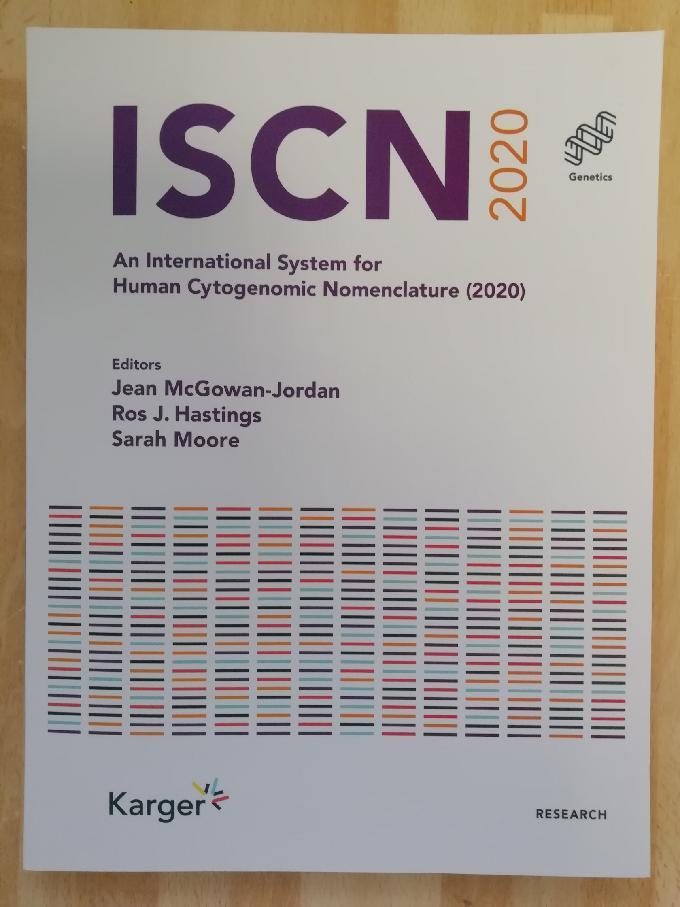 ISCN 2020
Genetics
An International System for
Human Cytogenomic Nomenclature (2020)
Editors
Jean McGowan-Jordan
Ros J. Hastings
Sarah Moore
Karger
RESEARCH